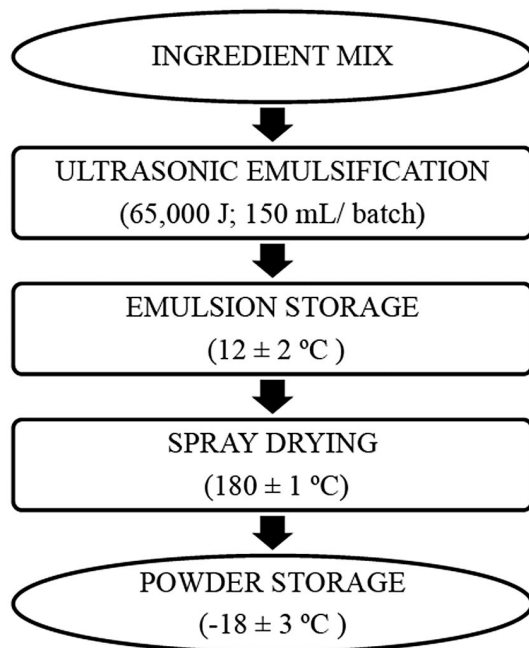 INGREDIENT MIX
ULTRASONIC EMULSIFICATION
(65,000 J; 150 mL/ batch)
EMULSION STORAGE
(12 ± 2 ºC )
SPRAY DRYING
(180 ± 1 ºC)
POWDER STORAGE
(-18 ± 3 ºC )